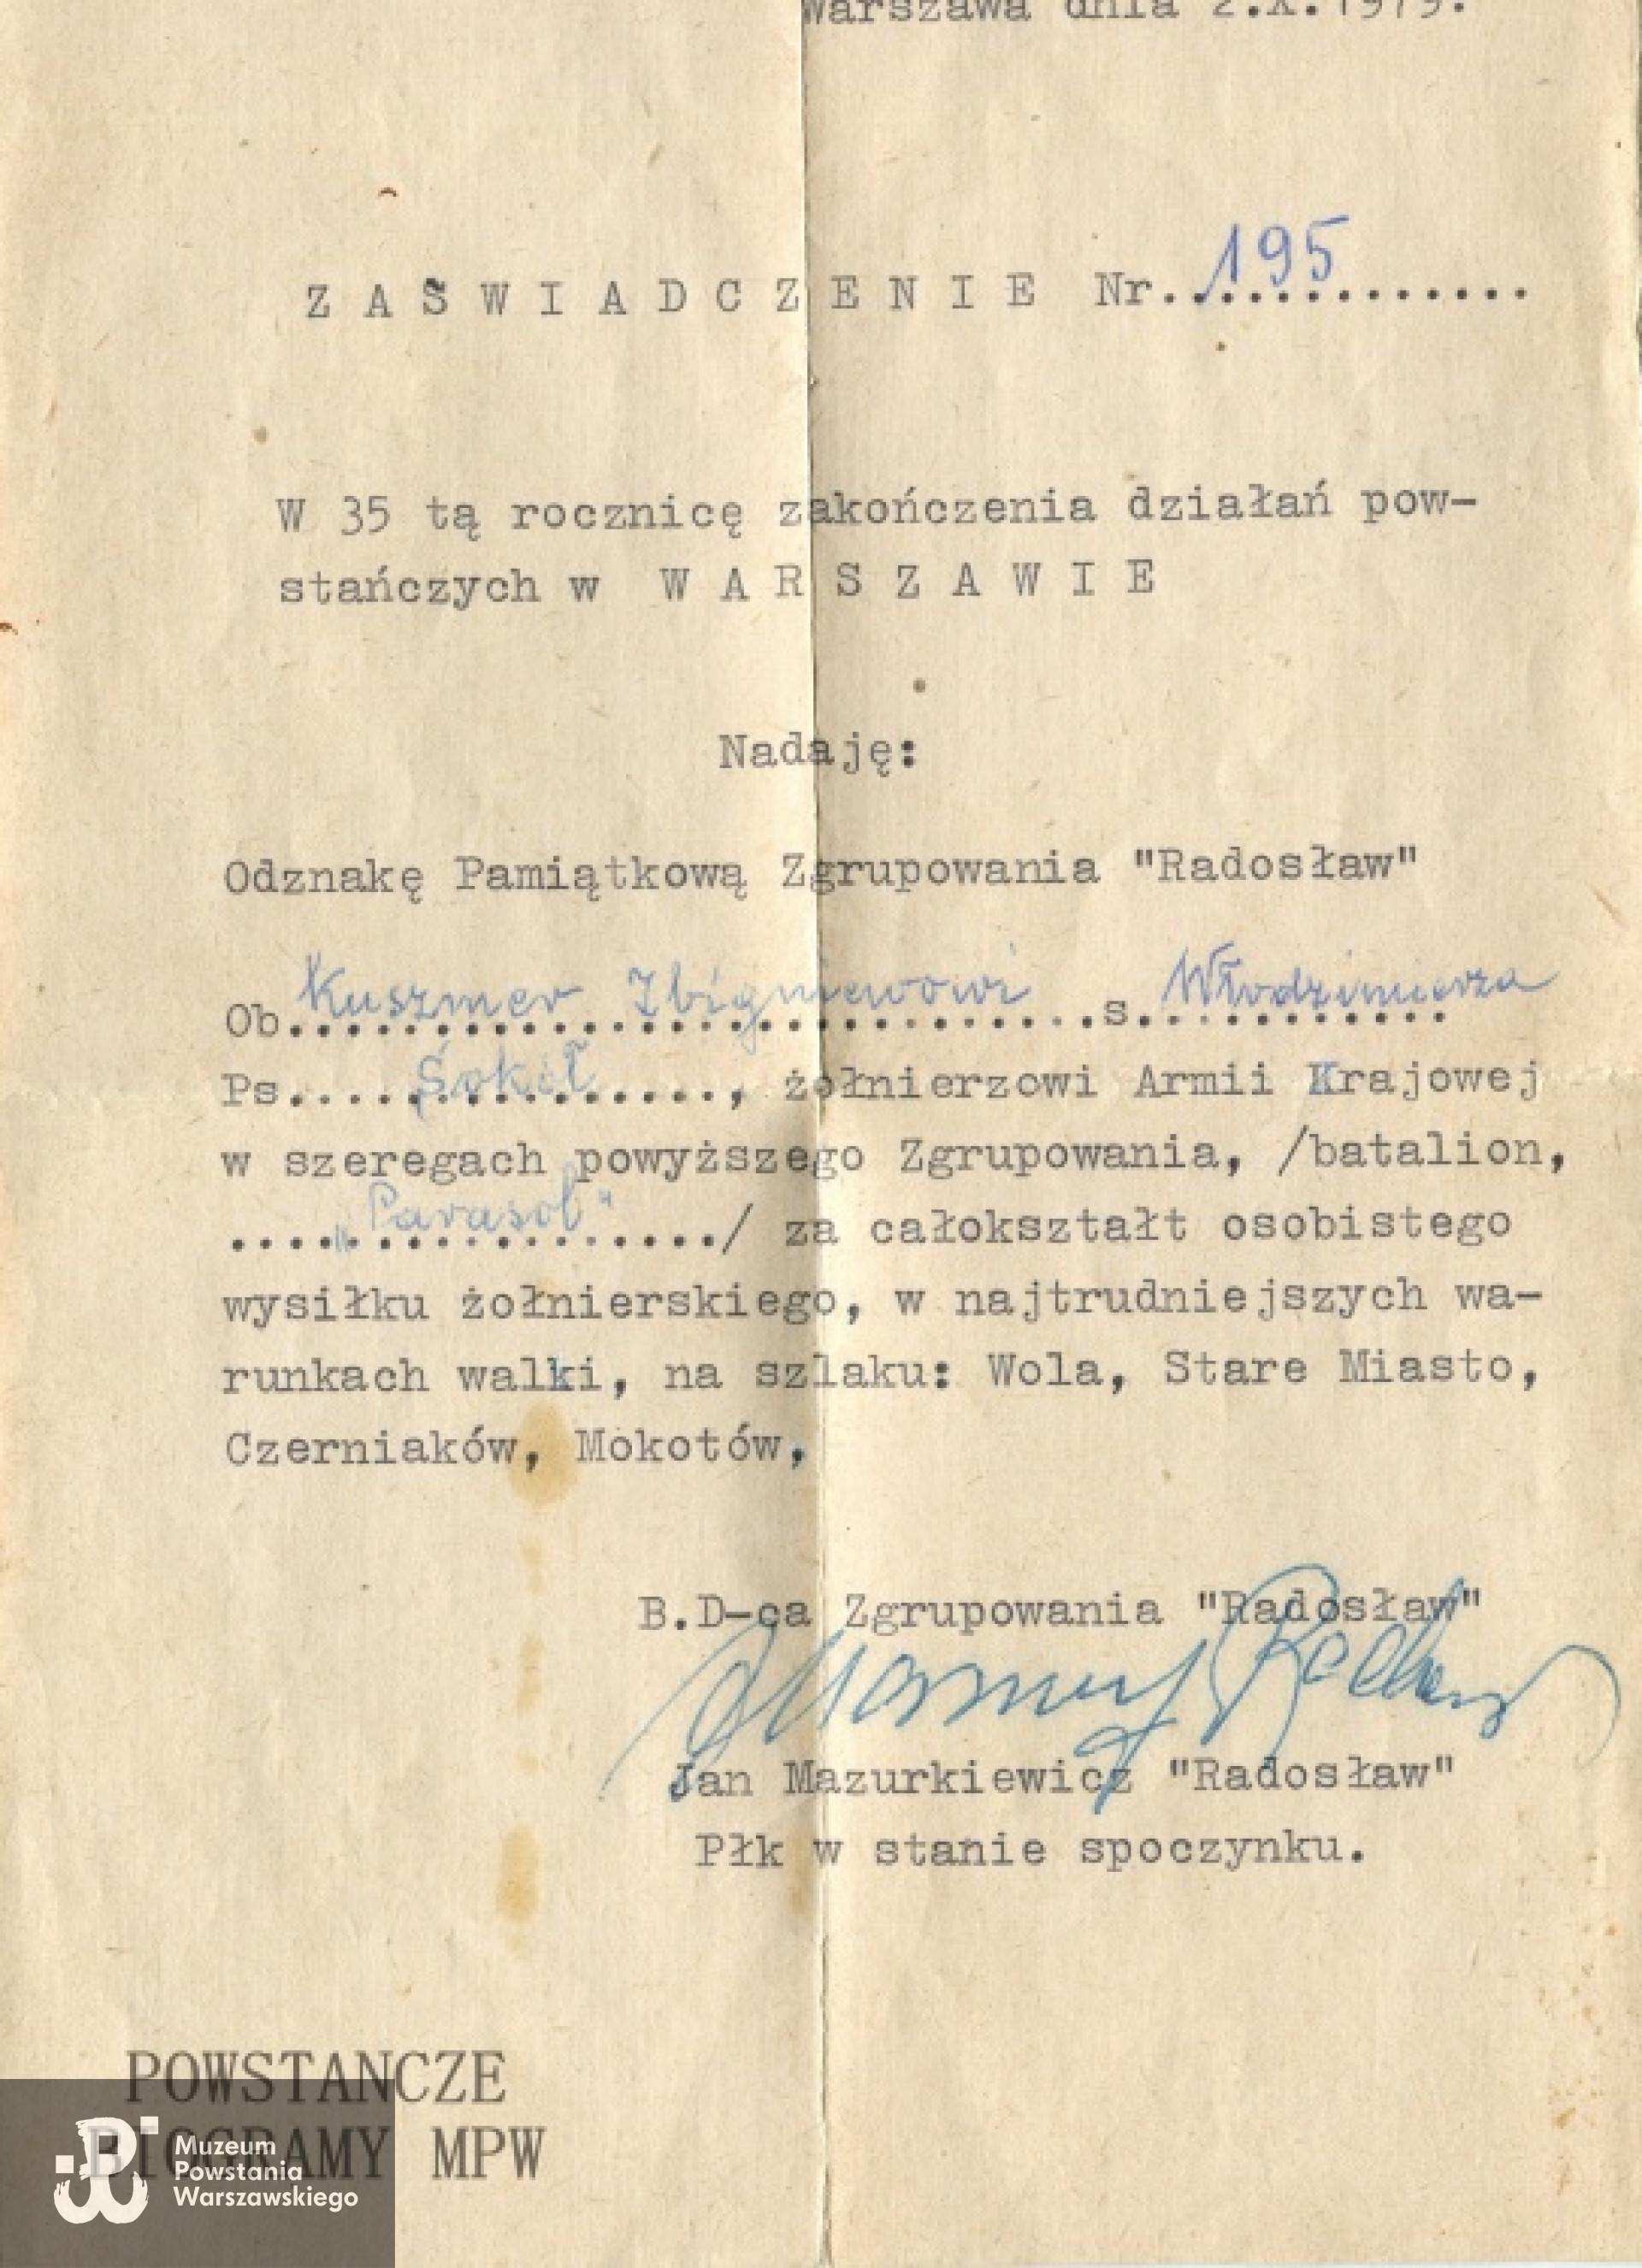 Warszawa dnia 2.X.1979.
Z A Ś W I A D C Z E N I E Nr. 195
W 35 tą rocznicę zakończenia działań pow-
stańczych w W A R S Z A W I E
Nadaję:
Odznakę Pamiątkową Zgrupowania "Radosław"
Ob. Kuszmer Zbigniewowi s. Włodzimierza
Ps. Sokół, żołnierzowi Armii Krajowej
w szeregach powyższego Zgrupowania, /batalion,
"Parasol"/ za całokształt osobistego
wysiłku żołnierskiego, w najtrudniejszych wa-
runkach walki, na szlaku: Wola, Stare Miasto,
Czerniaków, Mokotów,
B.D-ca Zgrupowania "Radosław"
Jan Mazurkiewicz "Radosław"
Płk w stanie spoczynku.
POWSTANCZE
BIOGRAMY MPW
Muzeum
Powstania
Warszawskiego